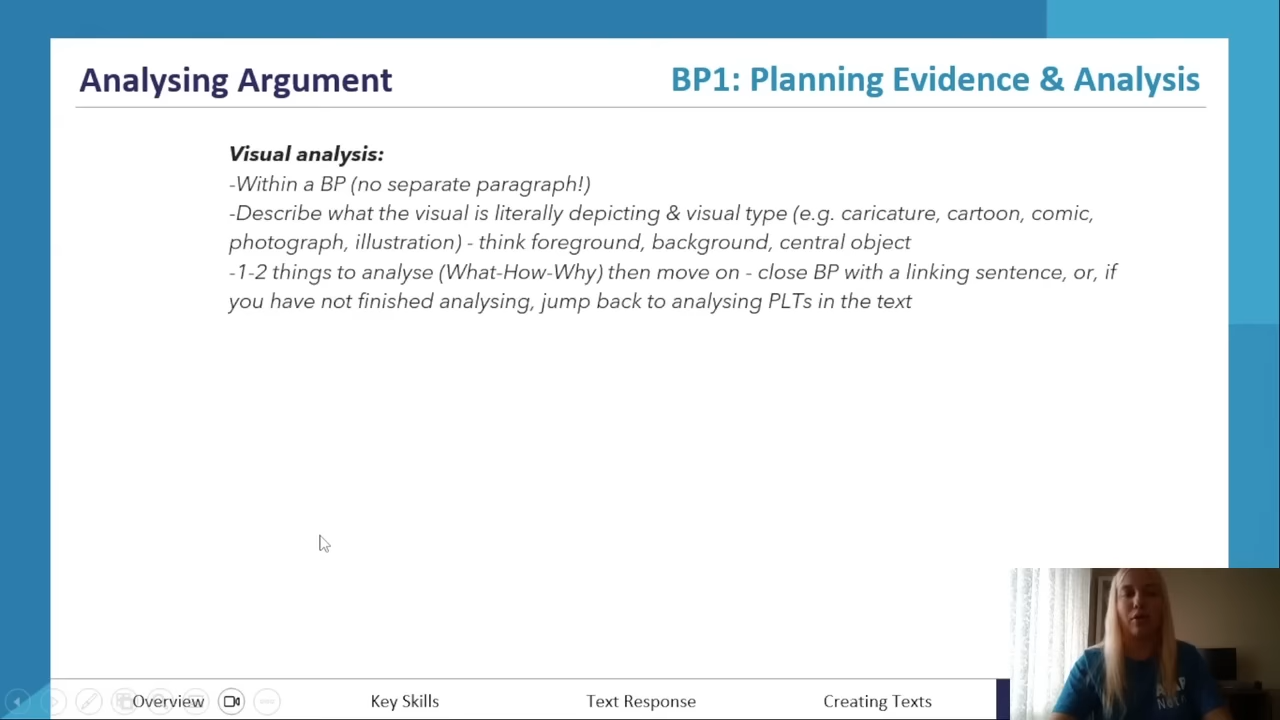 Analysing Argument
BP1: Planning Evidence & Analysis
Visual analysis:
-Within a BP (no separate paragraph!)
-Describe what the visual is literally depicting & visual type (e.g. caricature, cartoon, comic,
photograph, illustration) - think foreground, background, central object
-1-2 things to analyse (What-How-Why) then move on - close BP with a linking sentence, or, if
you have not finished analysing, jump back to analysing PLTs in the text
Overview
Key Skills
Text Response
Creating Texts